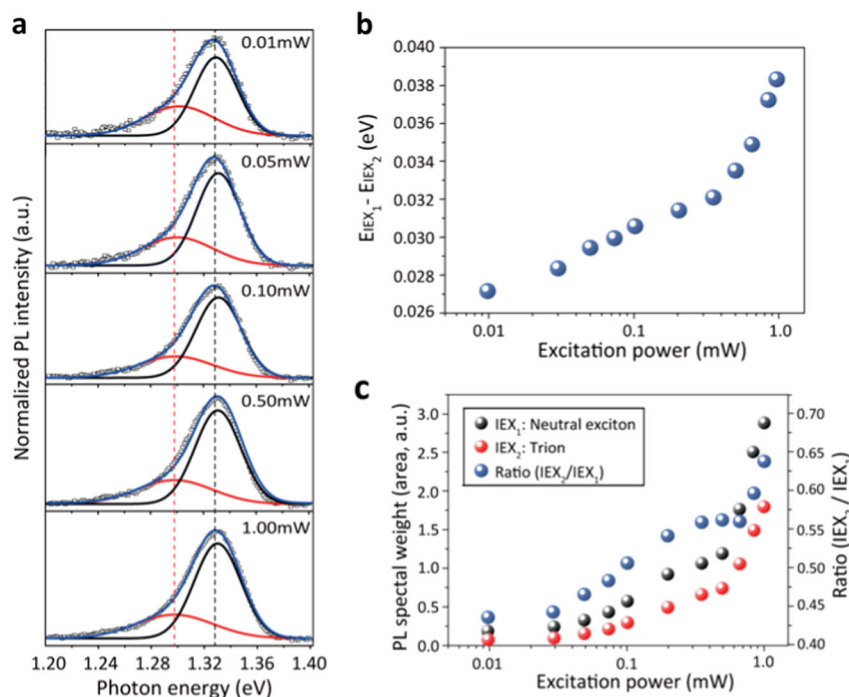 a
0.01mW
0.05mW
0.10mW
0.50mW
1.00mW
Normalized PL intensity (a.u.)
1.20 1.24 1.28 1.32 1.36 1.40
Photon energy (eV)
b
0.040
0.038
0.036
0.034
0.032
0.030
0.028
0.026
EIEX₁- EIEX₂ (eV)
0.01 0.1 1.0
Excitation power (mW)
c
IEX₁: Neutral exciton
IEX₂: Trion
Ratio (IEX₂/IEX₁)
3.0
2.5
2.0
1.5
1.0
0.5
0.0
PL spectal weight (area, a.u.)
0.70
0.65
0.60
0.55
0.50
0.45
0.40
Ratio (IEX₂ / IEX₁)
0.01 0.1 1.0
Excitation power (mW)